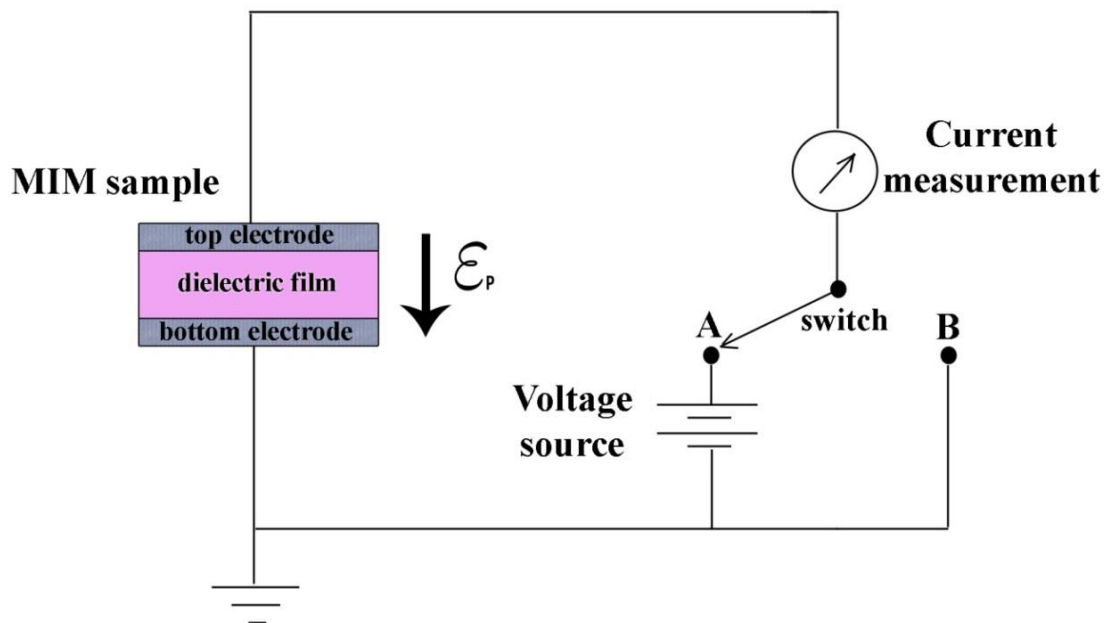 Current
measurement
MIM sample
top electrode
dielectric film
bottom electrode
ℰP
switch
A
B
Voltage
source